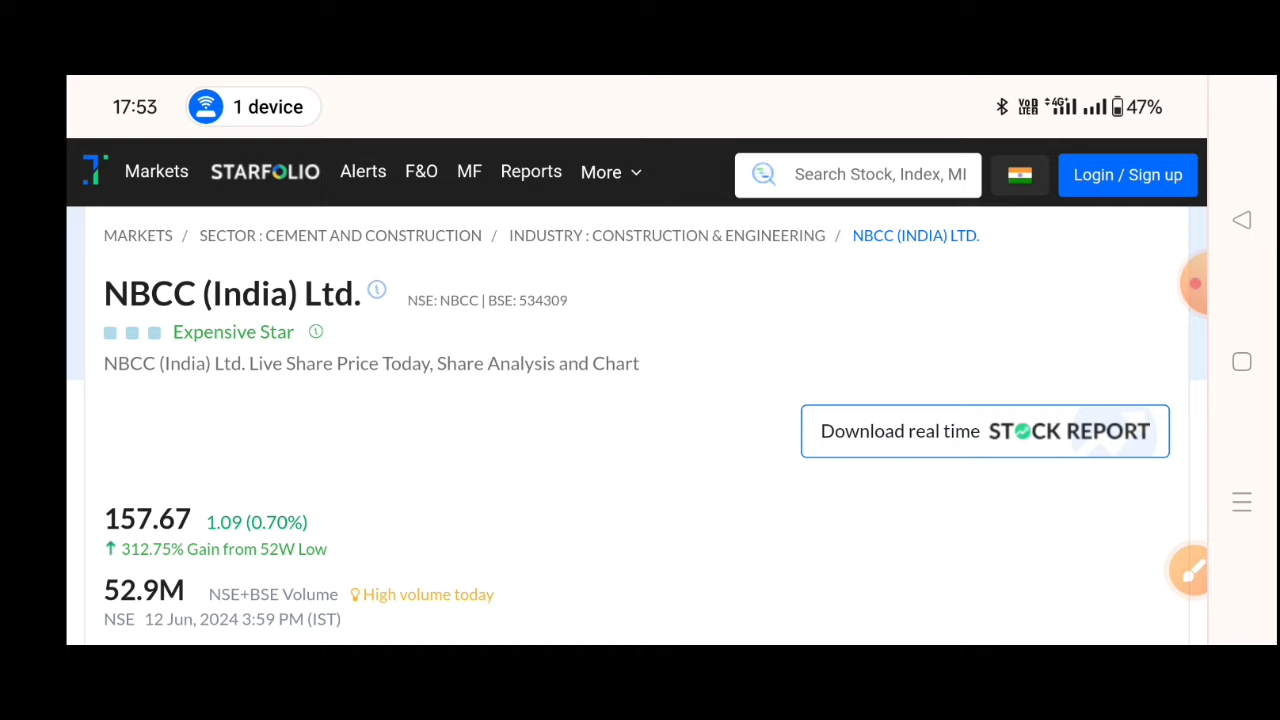 17:53 1 device VoD LTE1 4G+ 47%
Markets STARFOLIO Alerts F&O MF Reports More Search Stock, Index, MI Login / Sign up
MARKETS / SECTOR : CEMENT AND CONSTRUCTION / INDUSTRY : CONSTRUCTION & ENGINEERING / NBCC (INDIA) LTD.
NBCC (India) Ltd. NSE: NBCC | BSE: 534309
Expensive Star
NBCC (India) Ltd. Live Share Price Today, Share Analysis and Chart
Download real time STOCK REPORT
157.67 1.09 (0.70%)
312.75% Gain from 52W Low
52.9M NSE+BSE Volume High volume today
NSE 12 Jun, 2024 3:59 PM (IST)